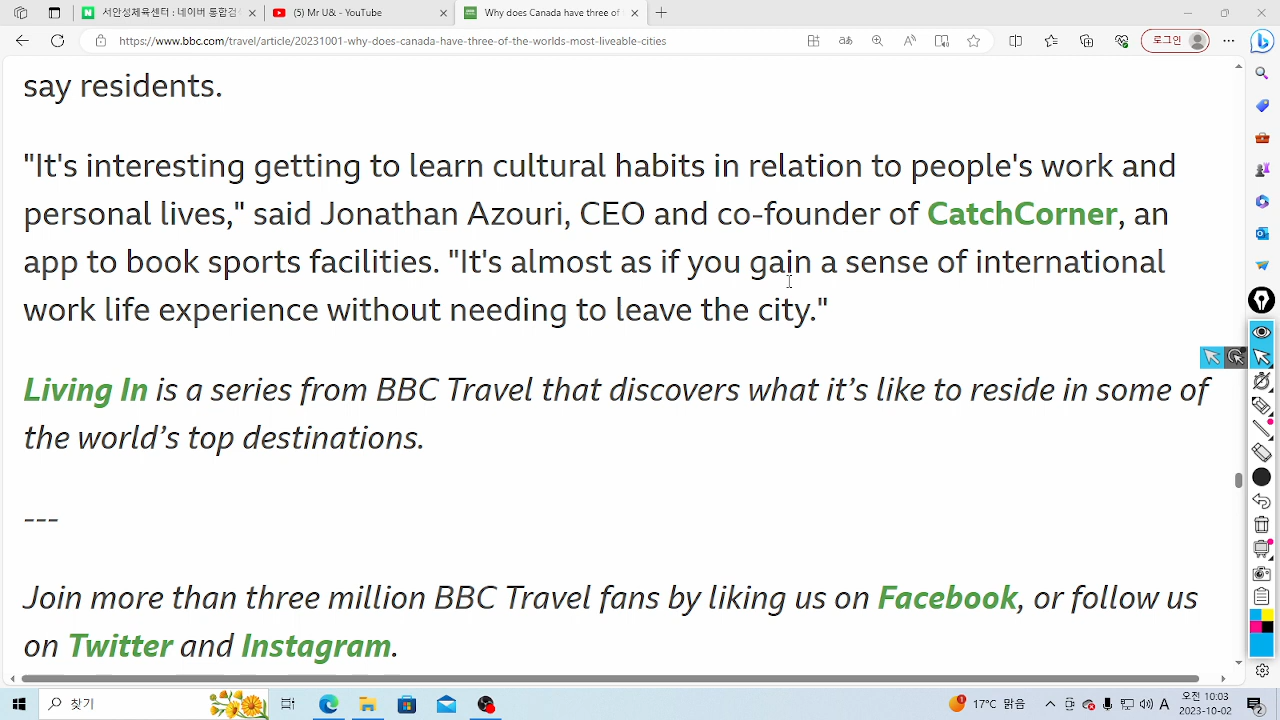 서안성체육센터 : 네이버 통합검색
(5) Mr U& - YouTube
Why does Canada have three of
https://www.bbc.com/travel/article/20231001-why-does-canada-have-three-of-the-worlds-most-liveable-cities
로그인
say residents.
"It's interesting getting to learn cultural habits in relation to people's work and
personal lives," said Jonathan Azouri, CEO and co-founder of CatchCorner, an
app to book sports facilities. "It's almost as if you gain a sense of international
work life experience without needing to leave the city."
Living In is a series from BBC Travel that discovers what it’s like to reside in some of
the world’s top destinations.
---
Join more than three million BBC Travel fans by liking us on Facebook, or follow us
on Twitter and Instagram.
찾기
17°C 맑음
A
오전 10:03
2023-10-02